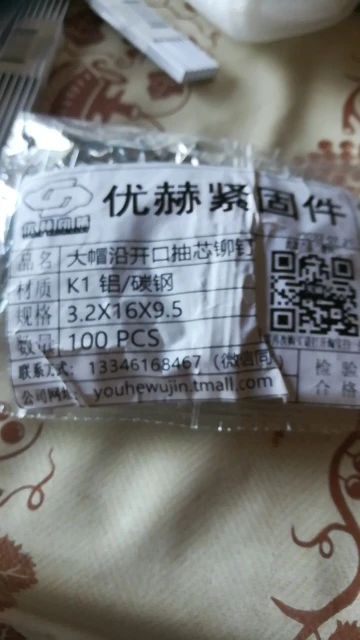 优赫紧固件
品名 大帽沿开口抽芯铆钉
材质 K1 铝/碳钢
规格 3.2X16X9.5
数量 100 PCS
联系方式: 13346168467 (微信同)
公司网址: youhewujin.tmall.com
检验
合格